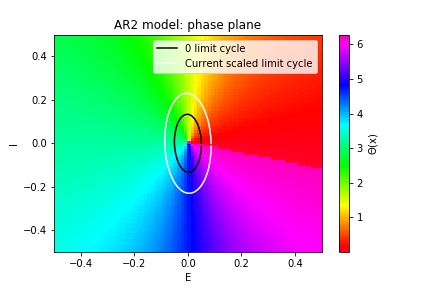 AR2 model: phase plane
0 limit cycle
Current scaled limit cycle
I
0.4
0.2
0.0
−0.2
−0.4
−0.4
−0.2
0.0
0.2
0.4
E
6
5
4
3
2
1
Θ(x)